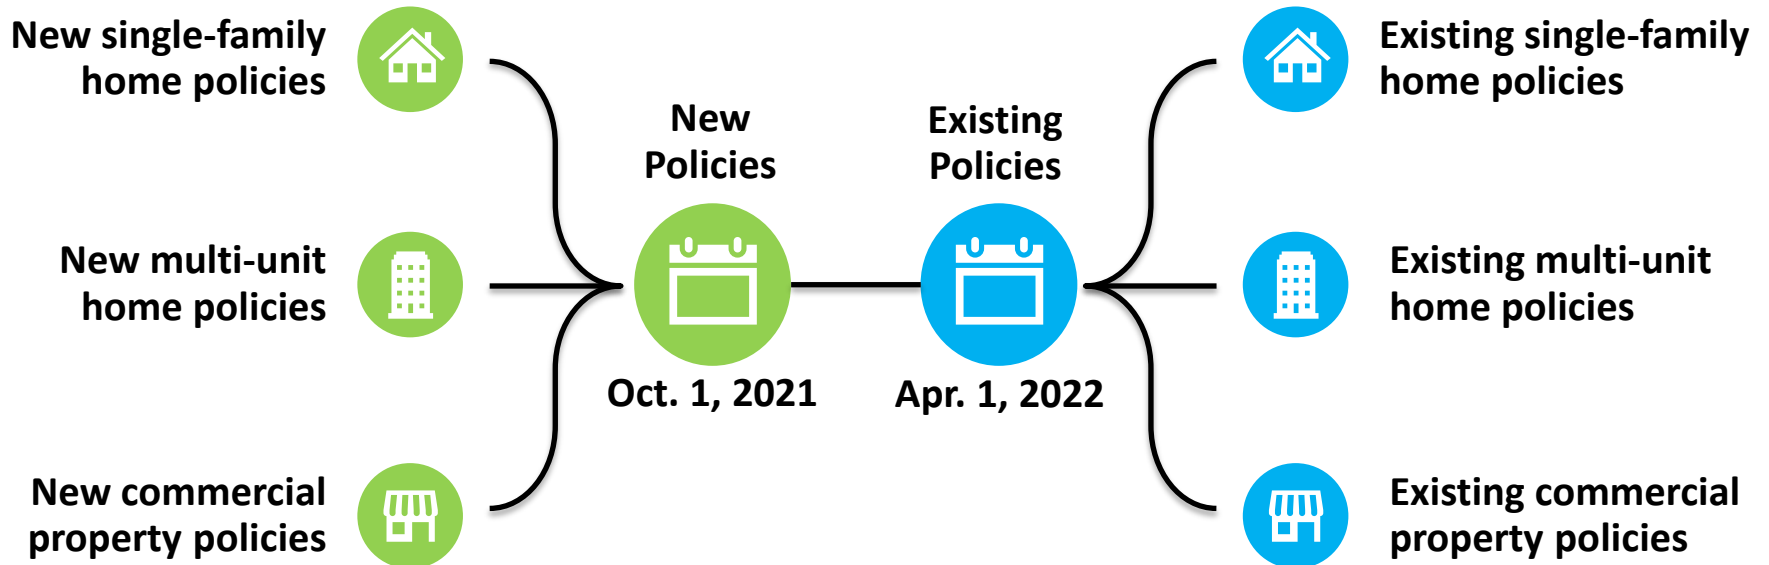 New single-family
home policies
New multi-unit
home policies
New commercial
property policies
New
Policies
Oct. 1, 2021
Existing
Policies
Apr. 1, 2022
Existing single-family
home policies
Existing multi-unit
home policies
Existing commercial
property policies